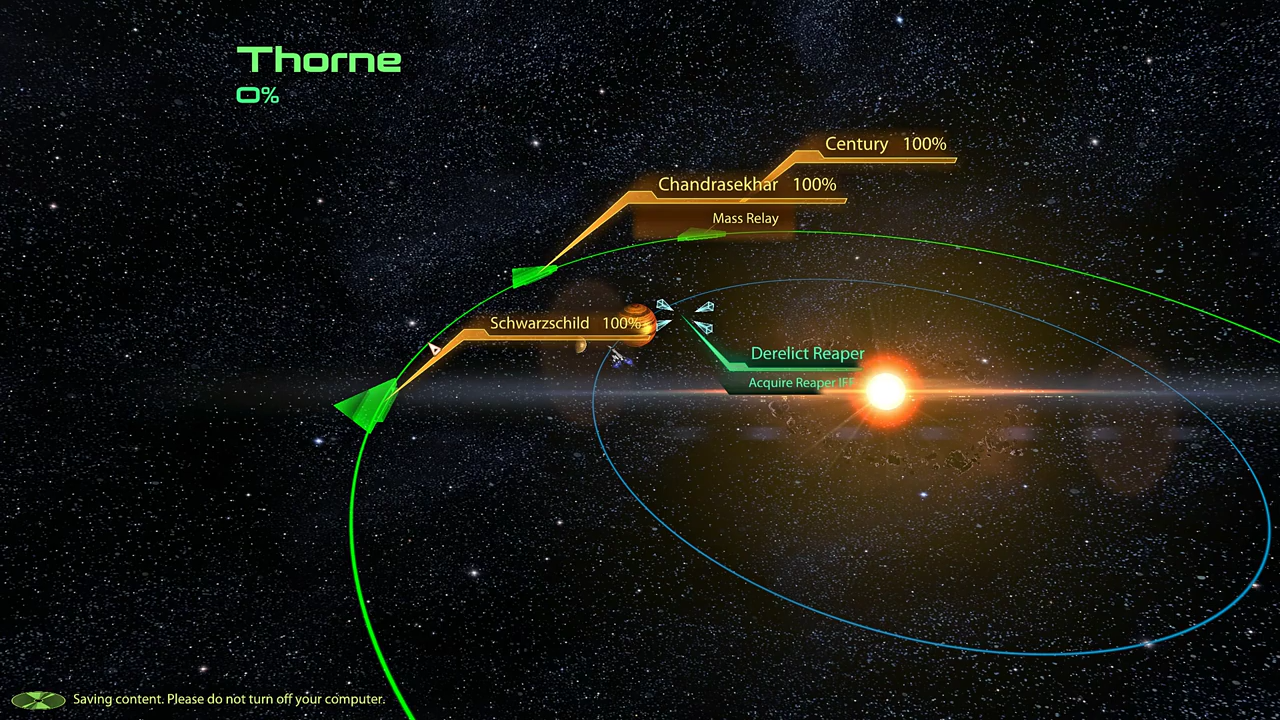 Thorne
0%
Century 100%
Chandrasekhar 100%
Mass Relay
Schwarzschild 100%
Derelict Reaper
Acquire Reaper IFF
Saving content. Please do not turn off your computer.